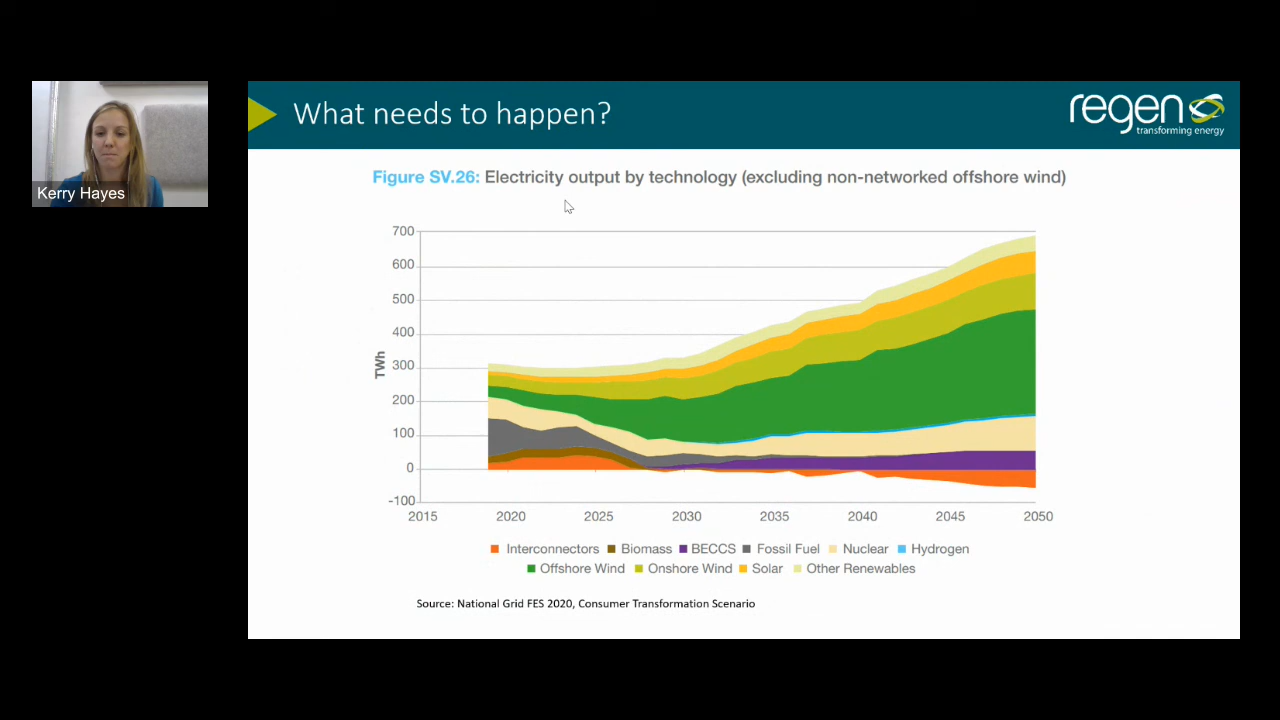 What needs to happen?
regen
transforming energy
Kerry Hayes
Figure SV.26: Electricity output by technology (excluding non-networked offshore wind)
TWh
700
600
500
400
300
200
100
0
-100
2015 2020 2025 2030 2035 2040 2045 2050
Interconnectors Biomass BECCS Fossil Fuel Nuclear Hydrogen
Offshore Wind Onshore Wind Solar Other Renewables
Source: National Grid FES 2020, Consumer Transformation Scenario